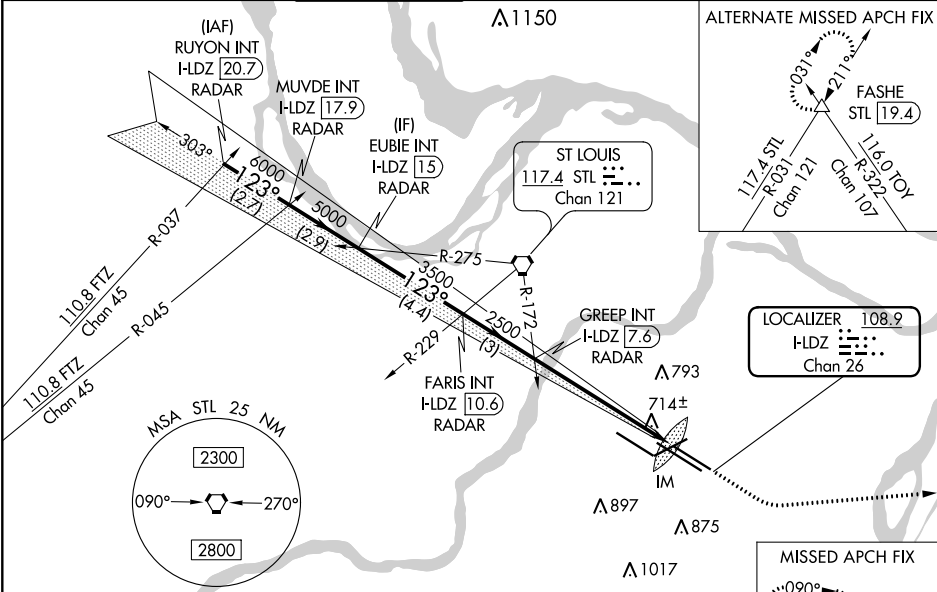 1150
(IAF)
RUYON INT
I-LDZ 20.7
RADAR
MUVDE INT
I-LDZ 17.9
RADAR
(IF)
EUBIE INT
I-LDZ 15
RADAR
303°
6000
123°
(2.7)
5000
(2.9)
R-037
110.8 FTZ
Chan 45
R-045
110.8 FTZ
Chan 45
ST LOUIS
117.4 STL
Chan 121
R-275
3500
123°
(4.4)
R-172
R-229
2500
(3)
GREEP INT
I-LDZ 7.6
RADAR
FARIS INT
I-LDZ 10.6
RADAR
793
714±
IM
897
875
1017
LOCALIZER 108.9
I-LDZ
Chan 26
ALTERNATE MISSED APCH FIX
031°
211°
FASHE
STL 19.4
117.4 STL
R-031
Chan 121
116.0 TOY
R-322
Chan 107
MSA STL 25 NM
2300
090°
270°
2800
MISSED APCH FIX
090°